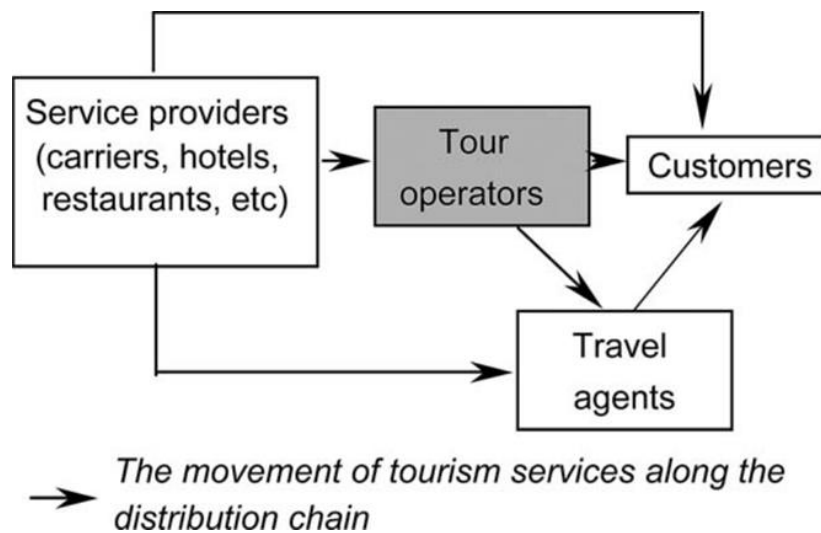 Service providers
(carriers, hotels,
restaurants, etc)
Tour
operators
Customers
Travel
agents
The movement of tourism services along the
distribution chain